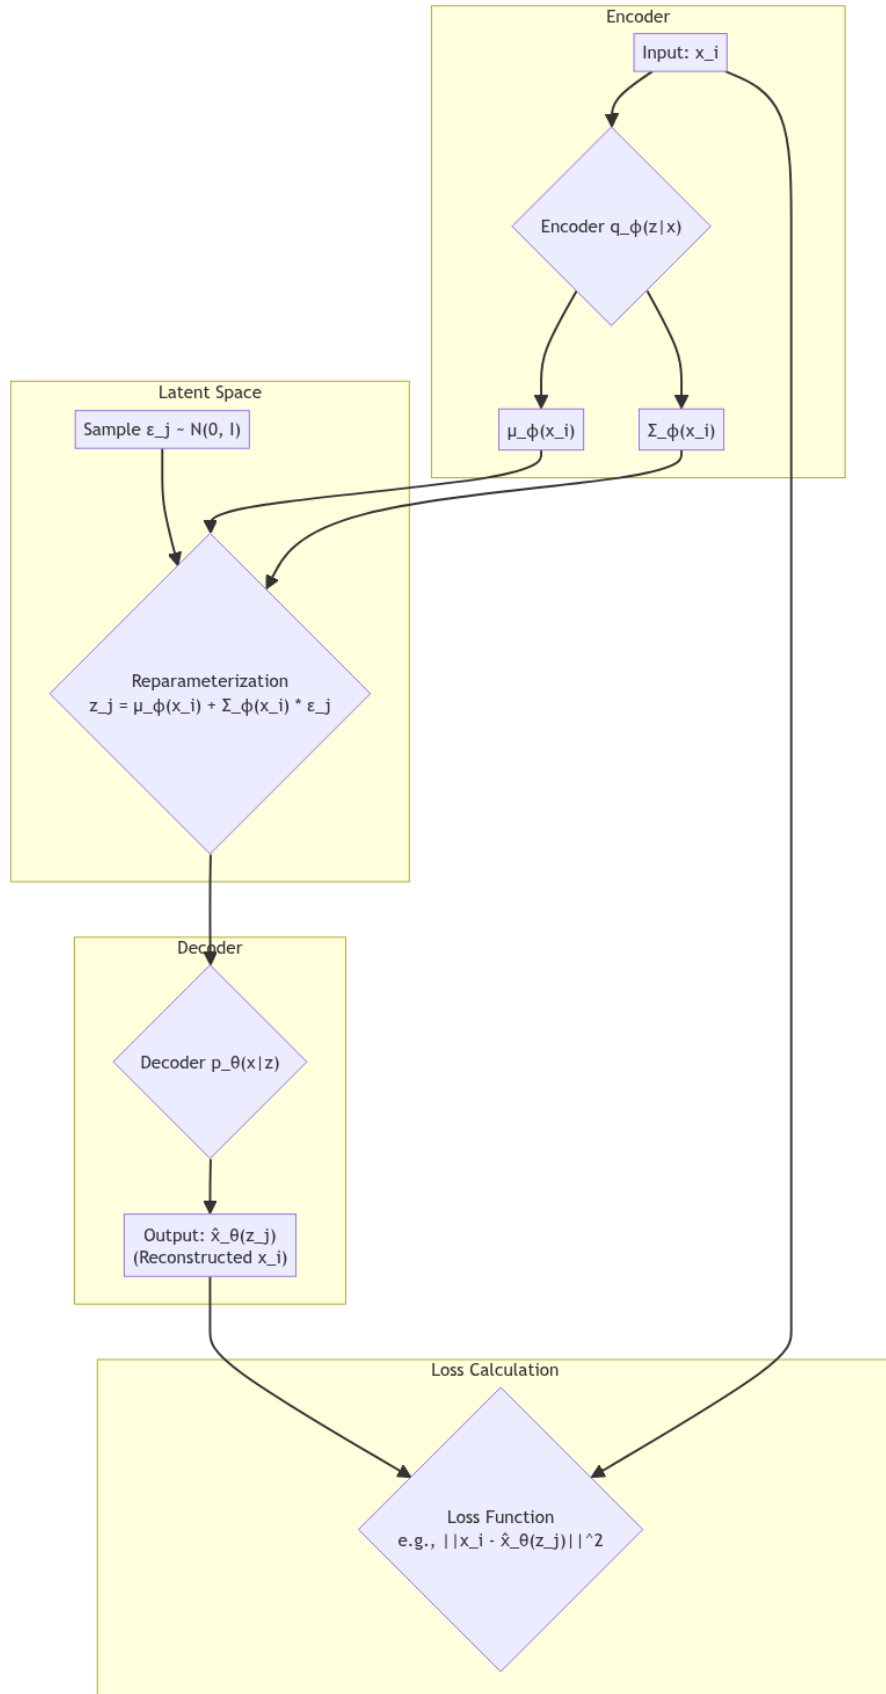 Encoder
Input: x_i
Encoder q_ϕ(z|x)
μ_ϕ(x_i)
Σ_ϕ(x_i)
Latent Space
Sample ε_j ~ N(0, I)
Reparameterization
z_j = μ_ϕ(x_i) + Σ_ϕ(x_i) * ε_j
Decoder
Decoder p_θ(x|z)
Output: x̂_θ(z_j)
(Reconstructed x_i)
Loss Calculation
Loss Function
e.g., ||x_i - x̂_θ(z_j)||^2